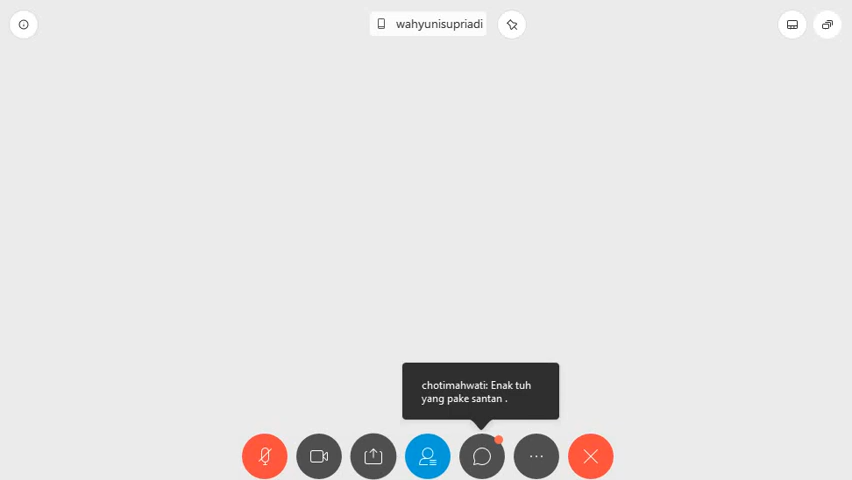 wahyunisupriadi
chotimahwati: Enak tuh
yang pake santan .